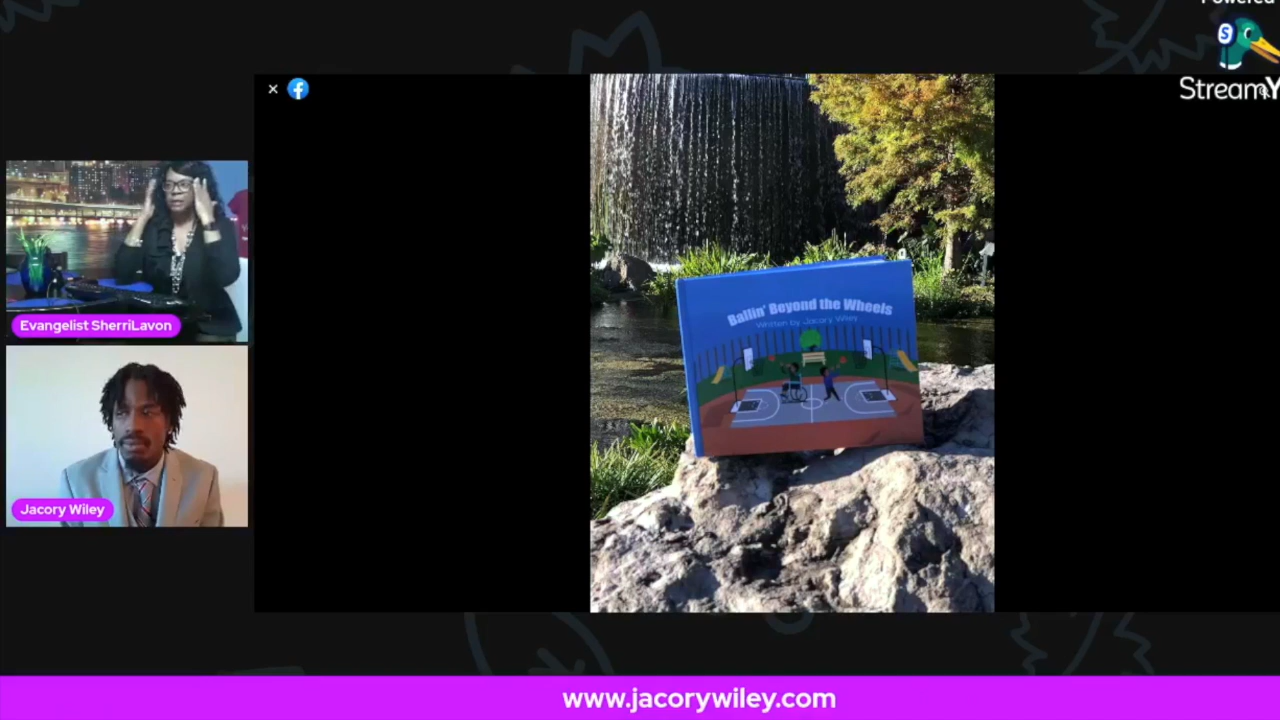 Powered
StreamY
Evangelist SherriLavon
Jacory Wiley
Ballin' Beyond the Wheels
Written by Jacory Wiley
www.jacorywiley.com